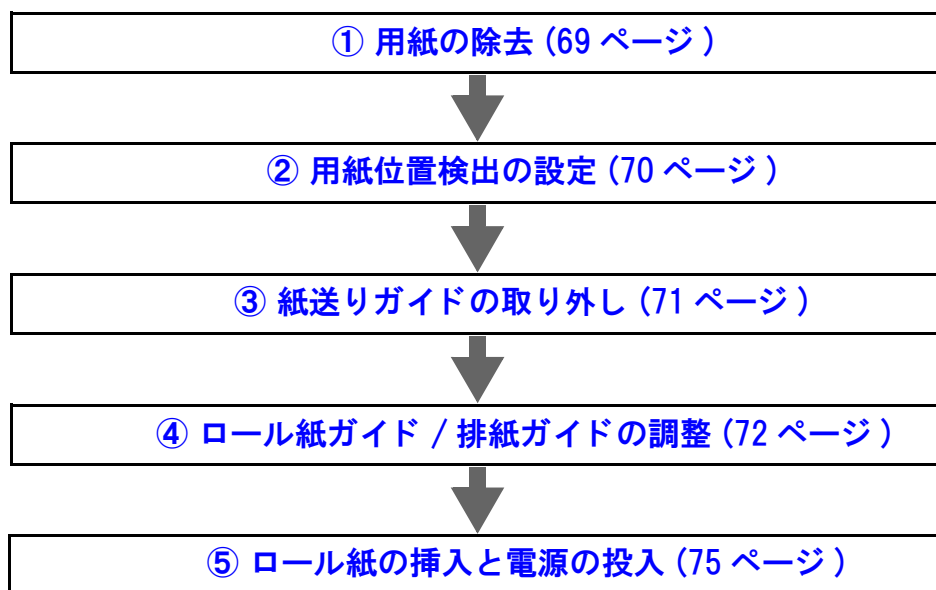 ① 用紙の除去 (69 ページ )
② 用紙位置検出の設定 (70 ページ )
③ 紙送りガイドの取り外し (71 ページ )
④ ロール紙ガイド / 排紙ガイドの調整 (72 ページ )
⑤ ロール紙の挿入と電源の投入 (75 ページ )